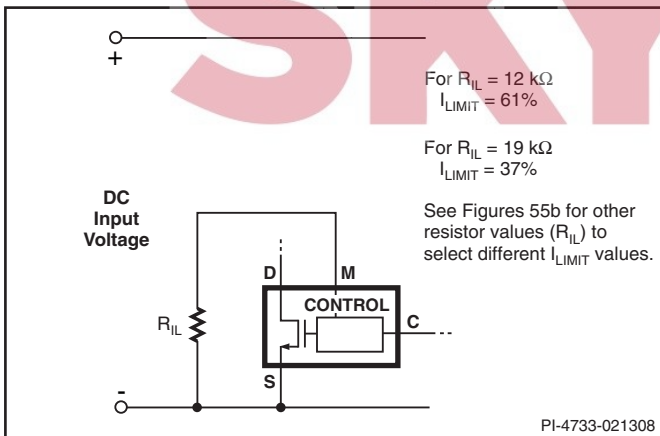 SKY
+
For R_IL = 12 kΩ
I_LIMIT = 61%
For R_IL = 19 kΩ
I_LIMIT = 37%
See Figures 55b for other
resistor values (R_IL) to
select different I_LIMIT values.
DC
Input
Voltage
D M
CONTROL
C
R_IL
S
-
PI-4733-021308